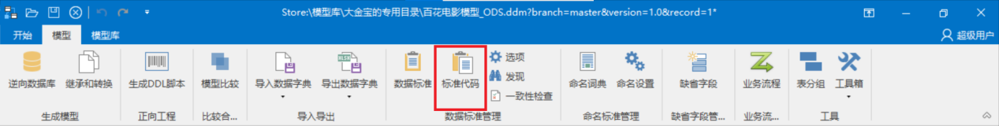 Store:\模型库\大金宝的专用目录\百花电影模型_ODS.ddm?branch=master&version=1.0&record=1*
开始 模型 模型库 超级用户
逆向数据库 继承和转换 生成DDL脚本 模型比较 导入数据字典 导出数据字典 数据标准 标准代码 选项 发现 一致性检查 命名词典 命名设置 缺省字段 业务流程 表分组 工具箱
生成模型 正向工程 比较合... 导入导出 数据标准管理 命名标准管理 缺省字段管... 业务流... 工具